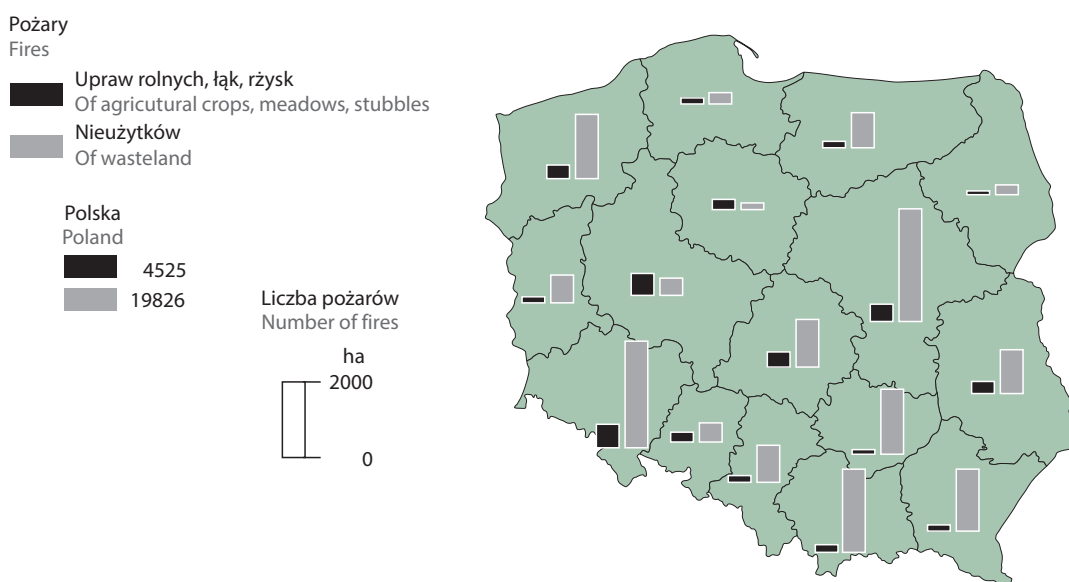 Pożary
Fires
Upraw rolnych, łąk, rżysk
Of agricutural crops, meadows, stubbles
Nieużytków
Of wasteland
Polska
Poland
4525
19826
Liczba pożarów
Number of fires
ha
2000
0